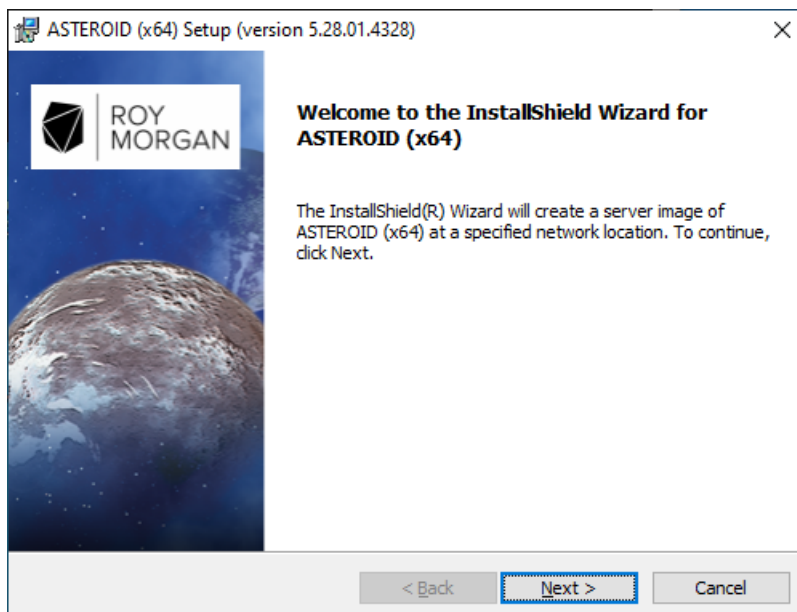 ASTEROID (x64) Setup (version 5.28.01.4328)
ROY
MORGAN
Welcome to the InstallShield Wizard for
ASTEROID (x64)
The InstallShield(R) Wizard will create a server image of
ASTEROID (x64) at a specified network location. To continue,
click Next.
< Back
Next >
Cancel